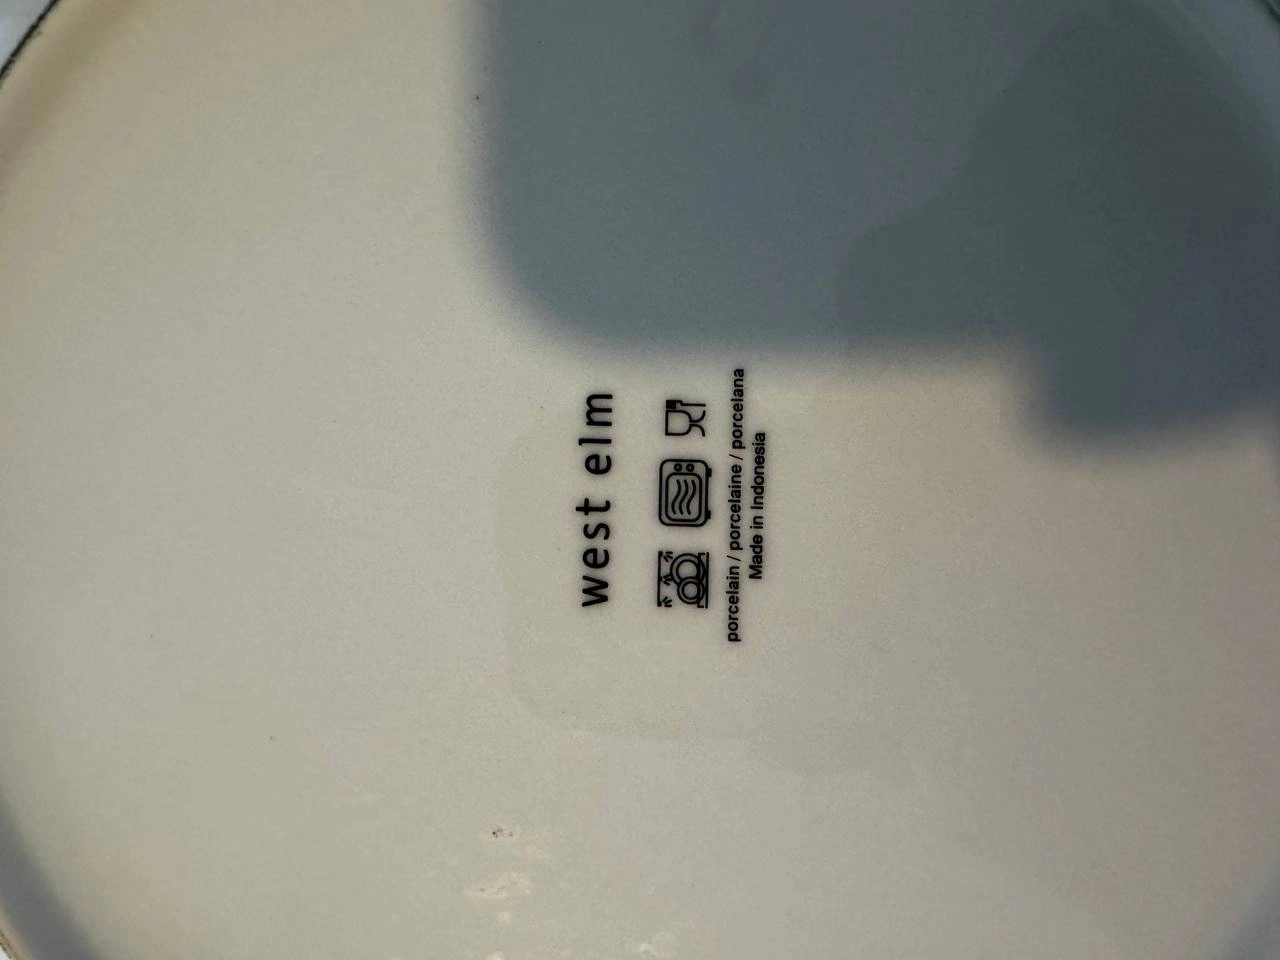 west elm
porcelain / porcelaine / porcelana
Made in Indonesia